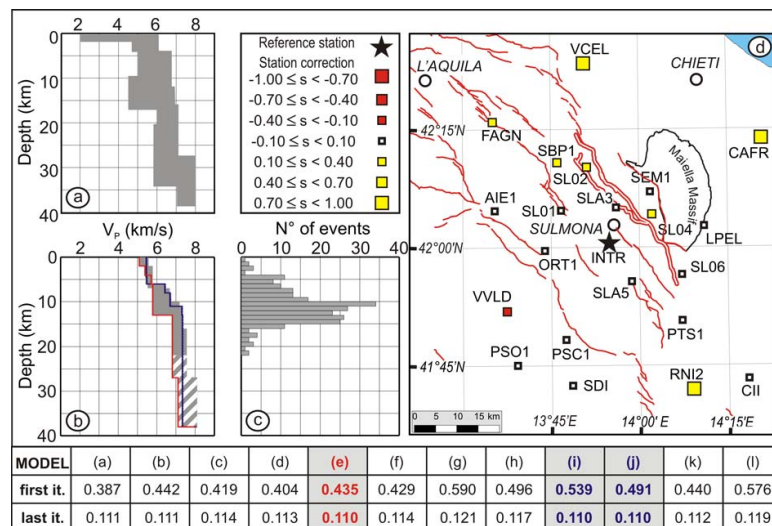 2 4 6 8
0
10
20
30
40
Depth (km)
a
Vₚ (km/s)
2 4 6 8
0
10
20
30
40
Depth (km)
b
Reference station
Station correction
-1.00 ≤ s < -0.70
-0.70 ≤ s < -0.40
-0.40 ≤ s < -0.10
-0.10 ≤ s < 0.10
0.10 ≤ s < 0.40
0.40 ≤ s < 0.70
0.70 ≤ s < 1.00
N° of events
0 10 20 30 40
c
d
VCEL
L'AQUILA
CHIETI
42°15'N
FAGN
CAFR
SBP1
SL02
Maiella Massif
SEM1
AIE1
SL01
SLA3
SULMONA
SL04
LPEL
42°00'N
INTR
ORT1
SL06
SLA5
VVLD
PTS1
PSC1
41°45'N
PSO1
RNI2
SDI
CII
0 5 10 15 km
13°45'E 14°00'E 14°15'E
MODEL (a) (b) (c) (d) (e) (f) (g) (h) (i) (j) (k) (l)
first it. 0.387 0.442 0.419 0.404 0.435 0.429 0.590 0.496 0.539 0.491 0.440 0.576
last it. 0.111 0.111 0.114 0.113 0.110 0.114 0.121 0.117 0.110 0.110 0.112 0.119